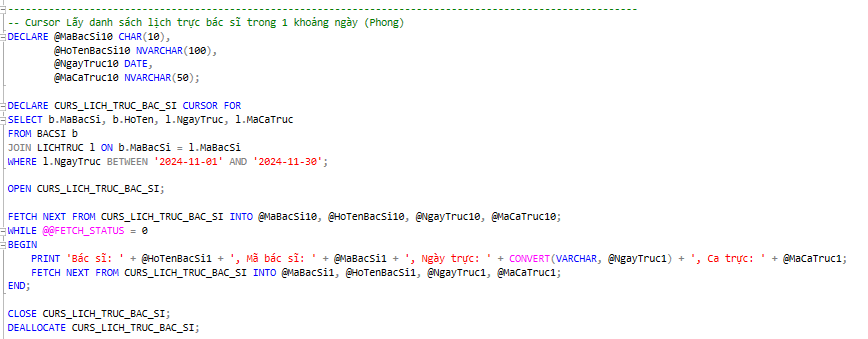 --------------------------------------------------------------------------------------------------
-- Cursor Lấy danh sách lịch trực bác sĩ trong 1 khoảng ngày (Phong)
DECLARE @MaBacSi10 CHAR(10),
        @HoTenBacSi10 NVARCHAR(100),
        @NgayTruc10 DATE,
        @MaCaTruc10 NVARCHAR(50);

DECLARE CURS_LICH_TRUC_BAC_SI CURSOR FOR
SELECT b.MaBacSi, b.HoTen, l.NgayTruc, l.MaCaTruc
FROM BACSI b
JOIN LICHTRUC l ON b.MaBacSi = l.MaBacSi
WHERE l.NgayTruc BETWEEN '2024-11-01' AND '2024-11-30';

OPEN CURS_LICH_TRUC_BAC_SI;

FETCH NEXT FROM CURS_LICH_TRUC_BAC_SI INTO @MaBacSi10, @HoTenBacSi10, @NgayTruc10, @MaCaTruc10;
WHILE @@FETCH_STATUS = 0
BEGIN
    PRINT 'Bác sĩ: ' + @HoTenBacSi1 + ', Mã bác sĩ: ' + @MaBacSi1 + ', Ngày trực: ' + CONVERT(VARCHAR, @NgayTruc1) + ', Ca trực: ' + @MaCaTruc1;
    FETCH NEXT FROM CURS_LICH_TRUC_BAC_SI INTO @MaBacSi1, @HoTenBacSi1, @NgayTruc1, @MaCaTruc1;
END;

CLOSE CURS_LICH_TRUC_BAC_SI;
DEALLOCATE CURS_LICH_TRUC_BAC_SI;